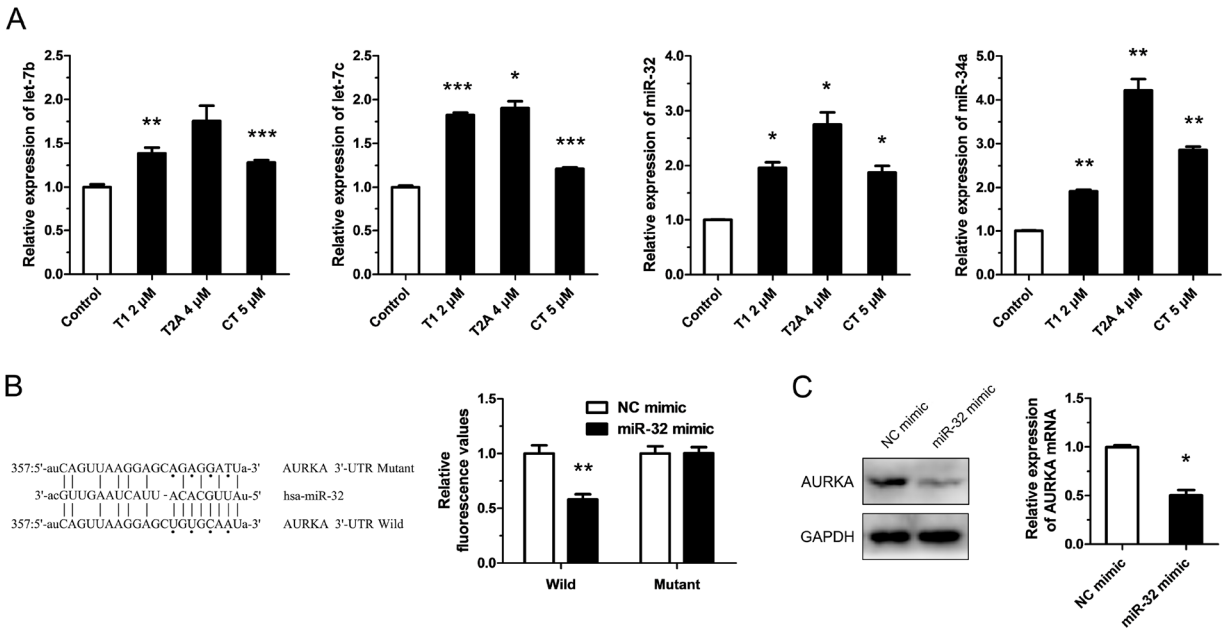 A
Relative expression of let-7b
2.5
2.0
1.5
1.0
0.5
0.0
**
***
Control
T1 2 μM
T2A 4 μM
CT 5 μM
Relative expression of let-7c
2.5
2.0
1.5
1.0
0.5
0.0
***
*
***
Control
T1 2 μM
T2A 4 μM
CT 5 μM
Relative expression of miR-32
4.0
3.0
2.0
1.0
0.0
*
*
*
Control
T1 2 μM
T2A 4 μM
CT 5 μM
Relative expression of miR-34a
5.0
4.0
3.0
2.0
1.0
0.0
**
**
**
Control
T1 2 μM
T2A 4 μM
CT 5 μM
B
357:5'-auCAGUUAAGGAGCAGAGGAUUa-3' AURKA 3'-UTR Mutant
3'-acGUUGAAUCAUU-ACACGUUAu-5' hsa-miR-32
357:5'-auCAGUUAAGGAGCUGUGCAAUa-3' AURKA 3'-UTR Wild
Relative
fluorescence values
1.5
1.0
0.5
0.0
NC mimic
miR-32 mimic
**
Wild
Mutant
C
NC mimic
miR-32 mimic
AURKA
GAPDH
Relative expression
of AURKA mRNA
1.5
1.0
0.5
0.0
*
NC mimic
miR-32 mimic